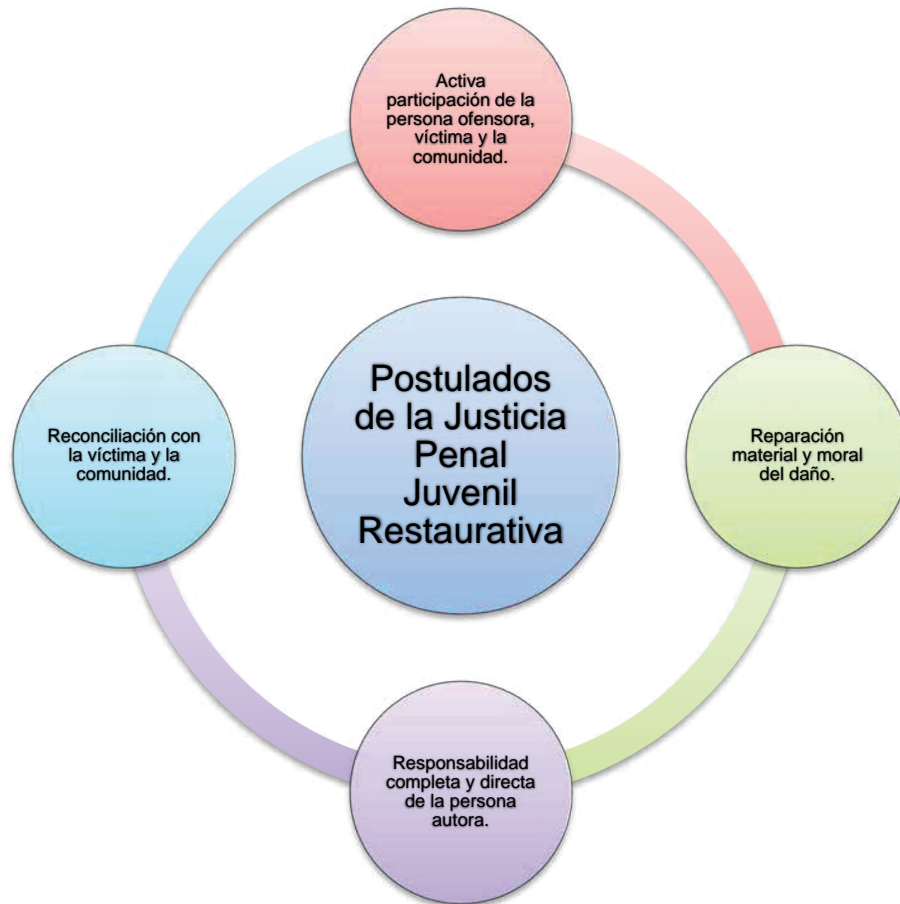 Activa
participación de la
persona ofensora,
víctima y la
comunidad.
Reconciliación con
la víctima y la
comunidad.
Postulados
de la Justicia
Penal
Juvenil
Restaurativa
Reparación
material y moral
del daño.
Responsabilidad
completa y directa
de la persona
autora.